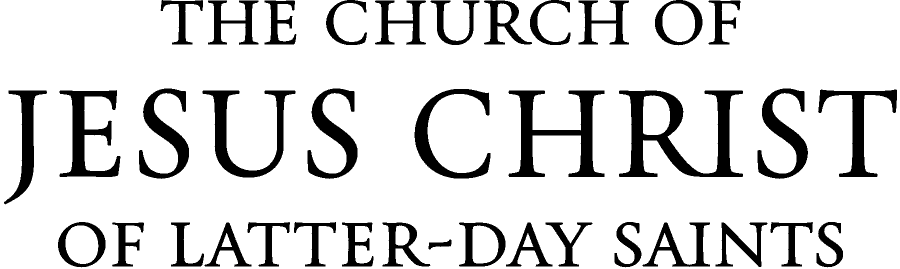 THE CHURCH OF
JESUS CHRIST
OF LATTER-DAY SAINTS